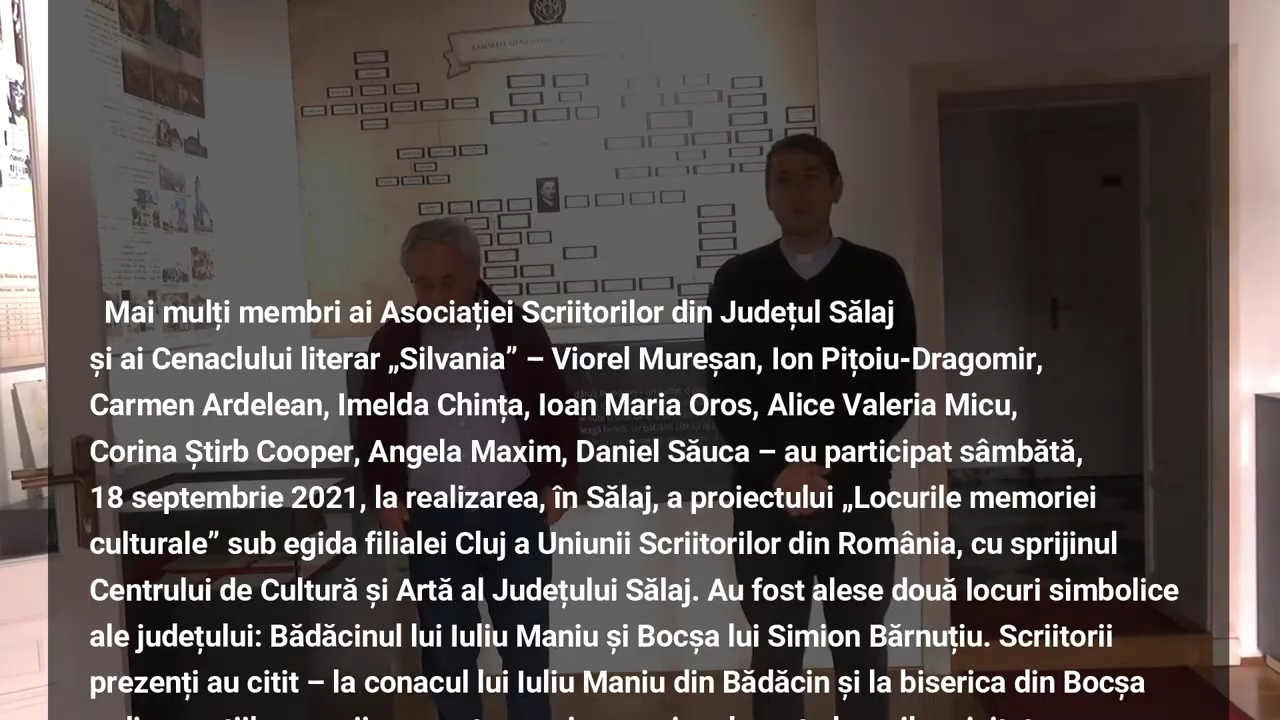 Mai mulți membri ai Asociației Scriitorilor din Județul Sălaj
și ai Cenaclului literar „Silvania” – Viorel Mureșan, Ion Pițoiu-Dragomir,
Carmen Ardelean, Imelda Chința, Ioan Maria Oros, Alice Valeria Micu,
Corina Știrb Cooper, Angela Maxim, Daniel Săuca – au participat sâmbătă,
18 septembrie 2021, la realizarea, în Sălaj, a proiectului „Locurile memoriei
culturale” sub egida filialei Cluj a Uniunii Scriitorilor din România, cu sprijinul
Centrului de Cultură și Artă al Județului Sălaj. Au fost alese două locuri simbolice
ale județului: Bădăcinul lui Iuliu Maniu și Bocșa lui Simion Bărnuțiu. Scriitorii
prezenți au citit – la conacul lui Iuliu Maniu din Bădăcin și la biserica din Bocșa